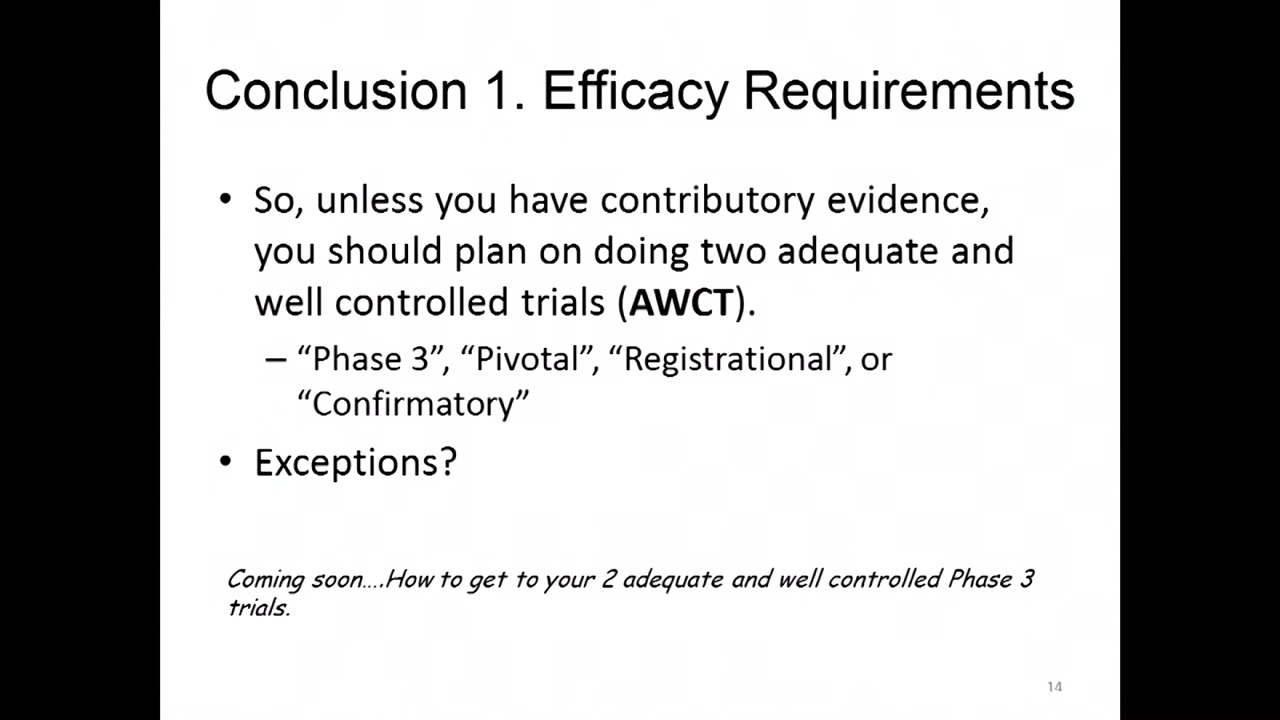 Conclusion 1. Efficacy Requirements
• So, unless you have contributory evidence,
you should plan on doing two adequate and
well controlled trials (AWCT).
– “Phase 3”, “Pivotal”, “Registrational”, or
“Confirmatory”
• Exceptions?
Coming soon....How to get to your 2 adequate and well controlled Phase 3
trials.
14